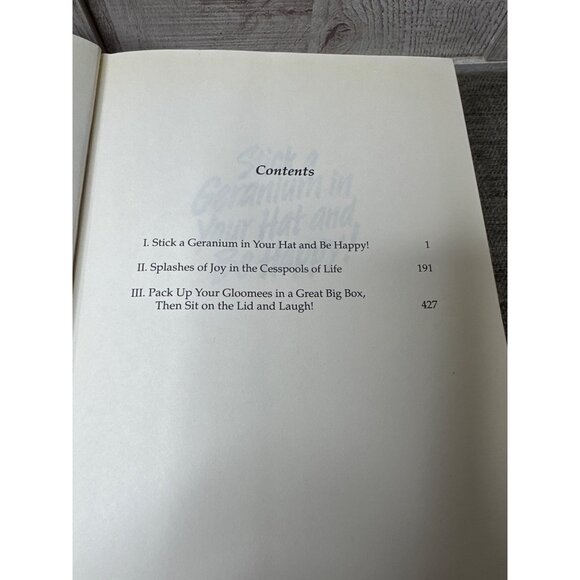 Contents
I. Stick a Geranium in Your Hat and Be Happy! 1
II. Splashes of Joy in the Cesspools of Life 191
III. Pack Up Your Gloomees in a Great Big Box,
Then Sit on the Lid and Laugh! 427
Stick a
Geranium in
Your Hat and